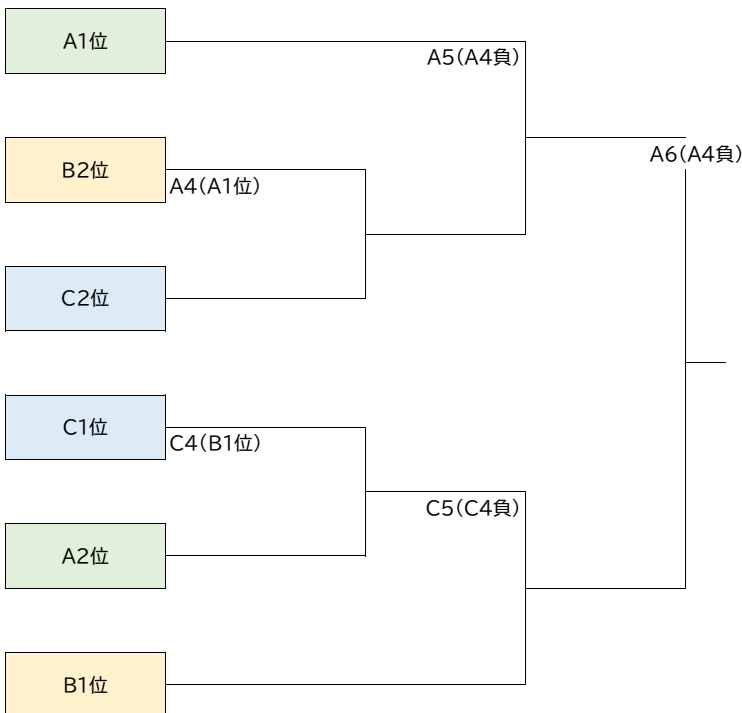 A1位
A5(A4負)
B2位
A6(A4負)
A4(A1位)
C2位
C1位
C4(B1位)
C5(C4負)
A2位
B1位